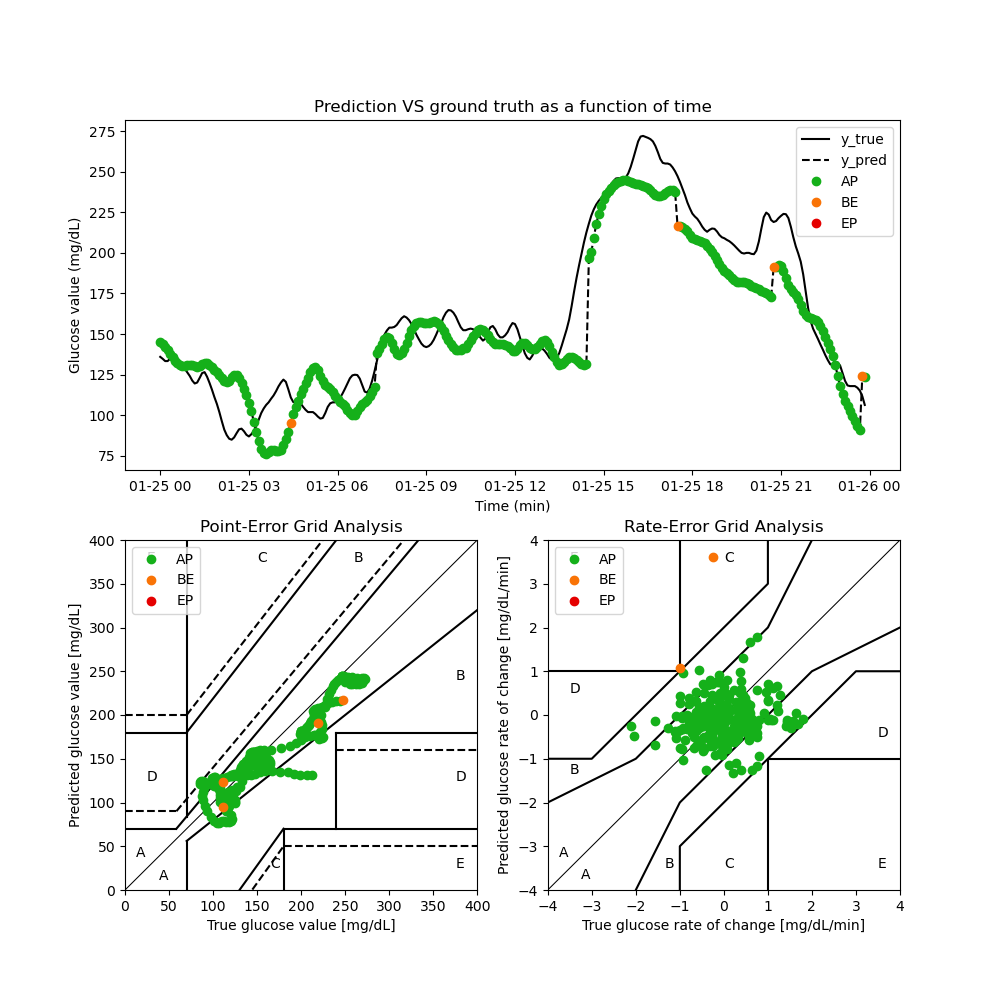 Prediction VS ground truth as a function of time
Glucose value (mg/dL)
275
250
225
200
175
150
125
100
75
y_true
y_pred
AP
BE
EP
01-25 00 01-25 03 01-25 06 01-25 09 01-25 12 01-25 15 01-25 18 01-25 21 01-26 00
Time (min)
Point-Error Grid Analysis
Predicted glucose value [mg/dL]
400
350
300
250
200
150
100
50
0
AP
BE
EP
C B
B
D D
A
A C E
0 50 100 150 200 250 300 350 400
True glucose value [mg/dL]
Rate-Error Grid Analysis
Predicted glucose rate of change [mg/dL/min]
4
3
2
1
0
−1
−2
−3
−4
AP
BE
EP
C
D
D
B
A
A B C E
−4 −3 −2 −1 0 1 2 3 4
True glucose rate of change [mg/dL/min]